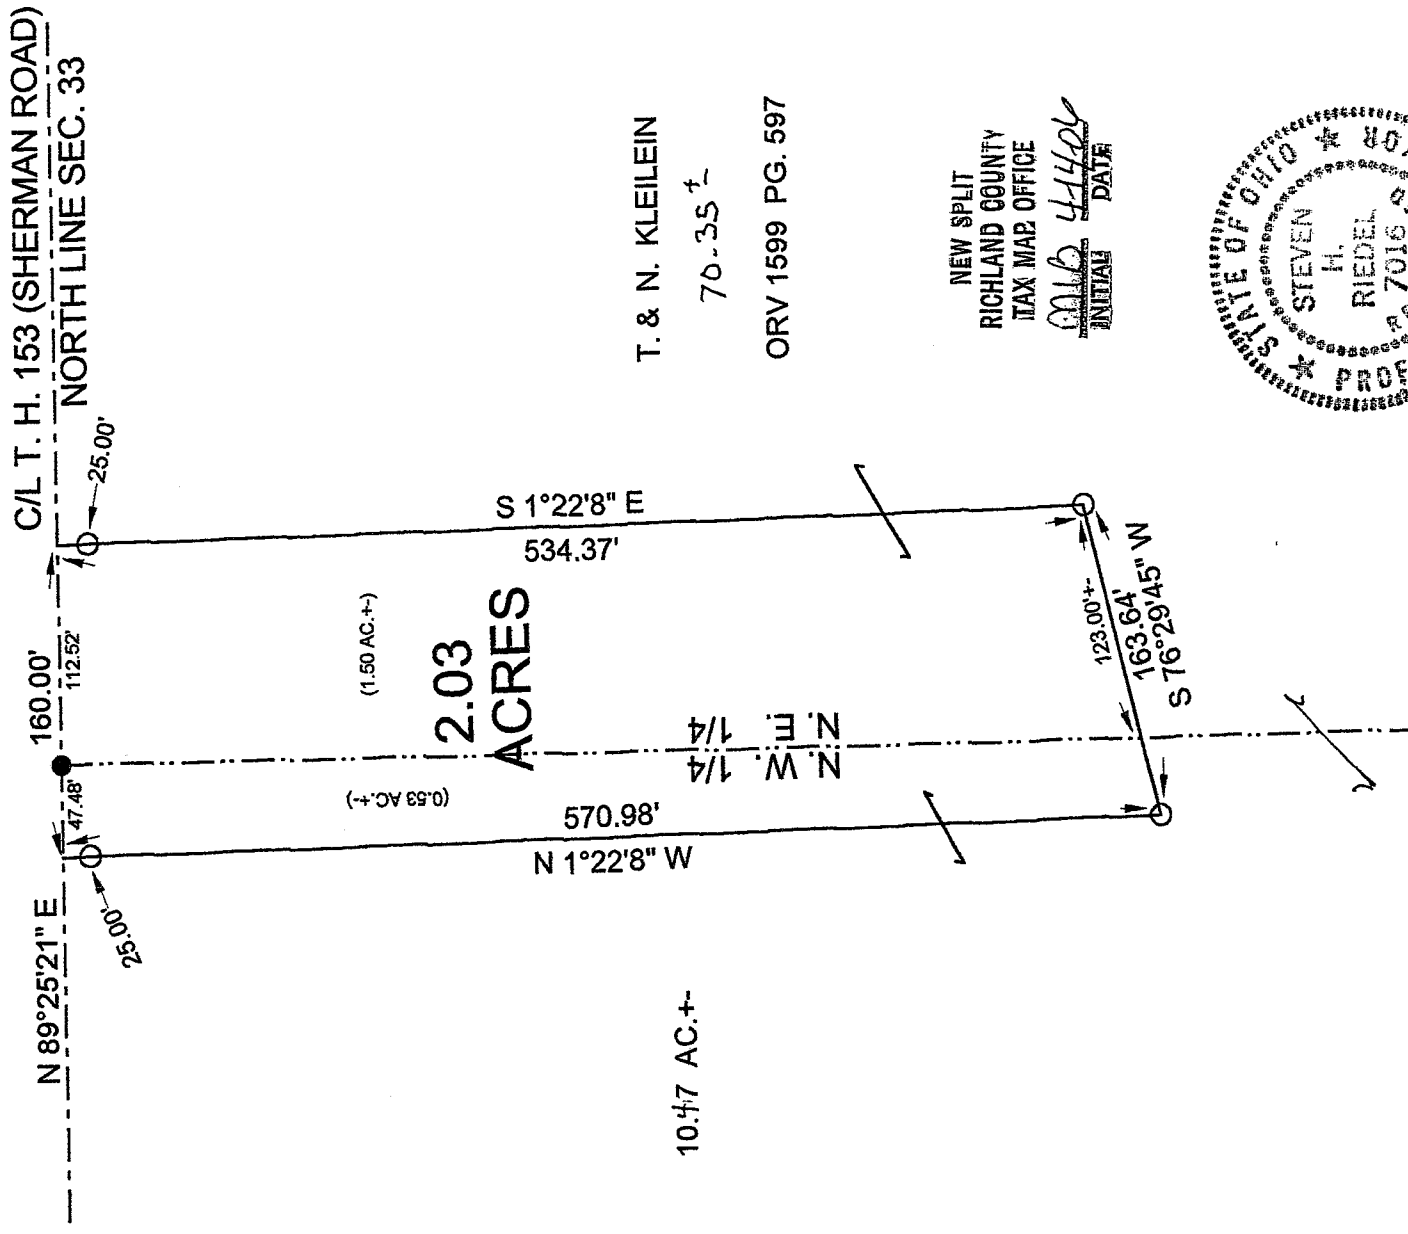 C/L T. H. 153 (SHERMAN ROAD)
NORTH LINE SEC. 33
N 89°25'21" E
160.00'
47.48'
112.52'
25.00'
25.00'
S 1°22'8" E
534.37'
(1.50 AC.+-)
2.03
ACRES
(0.53 AC.+-)
N. W. 1/4
N. E. 1/4
570.98'
N 1°22'8" W
123.00'+-
163.64'
S 76°29'45" W
10.47 AC.+-
T. & N. KLEILEIN
70-35±
ORV 1599 PG. 597
NEW SPLIT
RICHLAND COUNTY
TAX MAP OFFICE
INITIAL DATE
STATE OF OHIO
STEVEN
H.
RIEDEL
7016